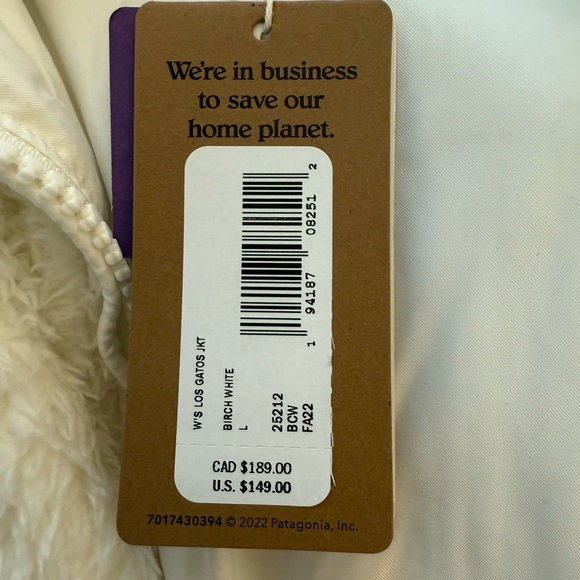 We're in business
to save our
home planet.
1 94187 08251 2
W'S LOS GATOS JKT
BIRCH WHITE
L
25212
BCW
FA22
CAD $189.00
U.S. $149.00
7017430394 © 2022 Patagonia, Inc.